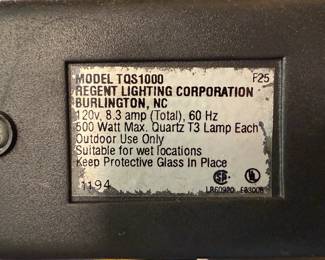 MODEL TQS1000 F25
REGENT LIGHTING CORPORATION
BURLINGTON, NC
120v, 8.3 amp (Total), 60 Hz
500 Watt Max. Quartz T3 Lamp Each
Outdoor Use Only
Suitable for wet locations
Keep Protective Glass In Place
1194